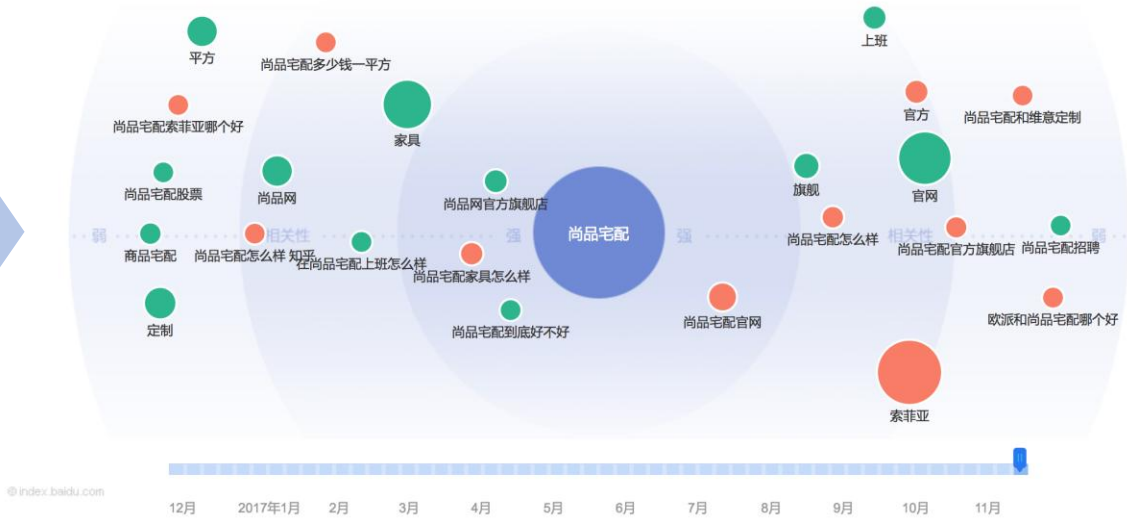 上班
平方
尚品宅配多少钱一平方
官方
尚品宅配和维意定制
尚品宅配索菲亚哪个好
家具
尚品宅配股票
尚品网
尚品网官方旗舰店
旗舰
官网
弱
相关性
强
尚品宅配
强
相关性
弱
商品宅配
尚品宅配怎么样 知乎
在尚品宅配上班怎么样
尚品宅配家具怎么样
尚品宅配怎么样
尚品宅配官方旗舰店
尚品宅配招聘
定制
尚品宅配到底好不好
尚品宅配官网
欧派和尚品宅配哪个好
索菲亚
©index.baidu.com
12月 2017年1月 2月 3月 4月 5月 6月 7月 8月 9月 10月 11月